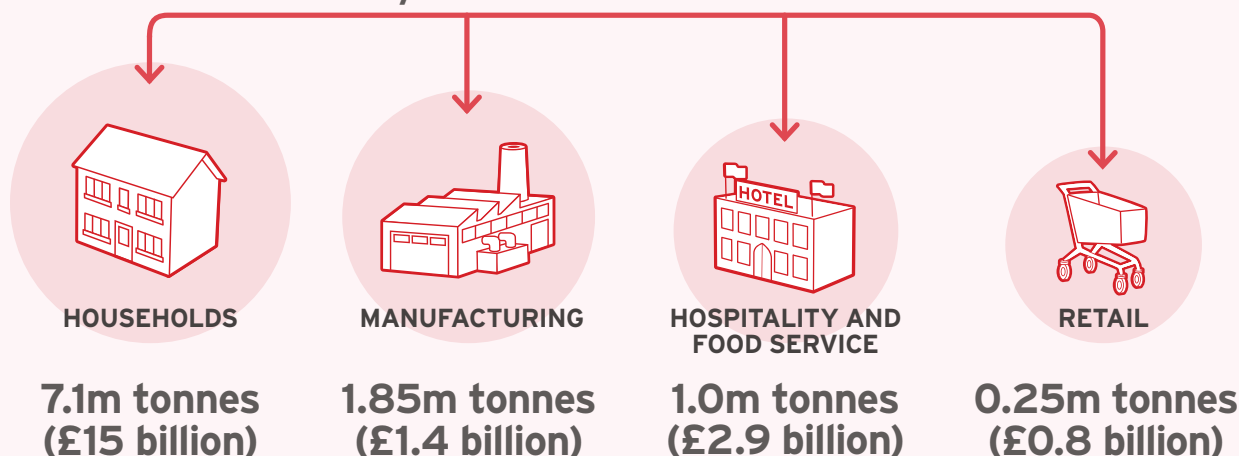 HOTEL
HOUSEHOLDS
MANUFACTURING
HOSPITALITY AND
FOOD SERVICE
RETAIL
7.1m tonnes
(£15 billion)
1.85m tonnes
(£1.4 billion)
1.0m tonnes
(£2.9 billion)
0.25m tonnes
(£0.8 billion)